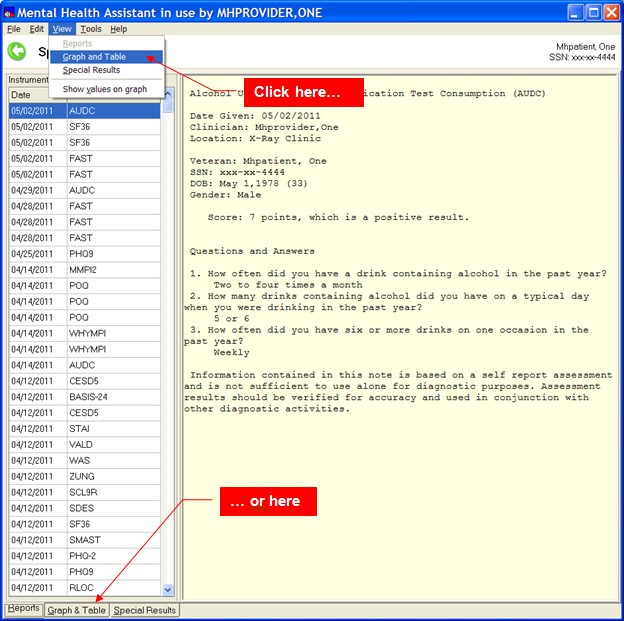 Mental Health Assistant in use by MHPROVIDER,ONE
File Edit View Tools Help
Reports
Graph and Table
Special Results
Show values on graph
Mhpatient, One
SSN: xxx-xx-4444
Click here…
Instrument
Date
05/02/2011 AUDC
05/02/2011 SF36
05/02/2011 SF36
05/02/2011 FAST
05/02/2011 FAST
04/29/2011 AUDC
04/28/2011 FAST
04/28/2011 FAST
04/28/2011 FAST
04/25/2011 PHQ9
04/14/2011 MMPI2
04/14/2011 POQ
04/14/2011 POQ
04/14/2011 POQ
04/14/2011 WHYMPI
04/14/2011 WHYMPI
04/14/2011 AUDC
04/12/2011 CESD5
04/12/2011 BASIS-24
04/12/2011 CESD5
04/12/2011 STAI
04/12/2011 VALD
04/12/2011 WAS
04/12/2011 ZUNG
04/12/2011 SCL9R
04/12/2011 SDES
04/12/2011 SF36
04/12/2011 SMAST
04/12/2011 PHQ-2
04/12/2011 PHQ9
04/12/2011 RLOC
Alcohol U ication Test Consumption (AUDC)
Date Given: 05/02/2011
Clinician: Mhprovider,One
Location: X-Ray Clinic
Veteran: Mhpatient, One
SSN: xxx-xx-4444
DOB: May 1,1978 (33)
Gender: Male
Score: 7 points, which is a positive result.
Questions and Answers
1. How often did you have a drink containing alcohol in the past year?
Two to four times a month
2. How many drinks containing alcohol did you have on a typical day
when you were drinking in the past year?
5 or 6
3. How often did you have six or more drinks on one occasion in the
past year?
Weekly
Information contained in this note is based on a self report assessment
and is not sufficient to use alone for diagnostic purposes. Assessment
results should be verified for accuracy and used in conjunction with
other diagnostic activities.
… or here
Reports Graph & Table Special Results